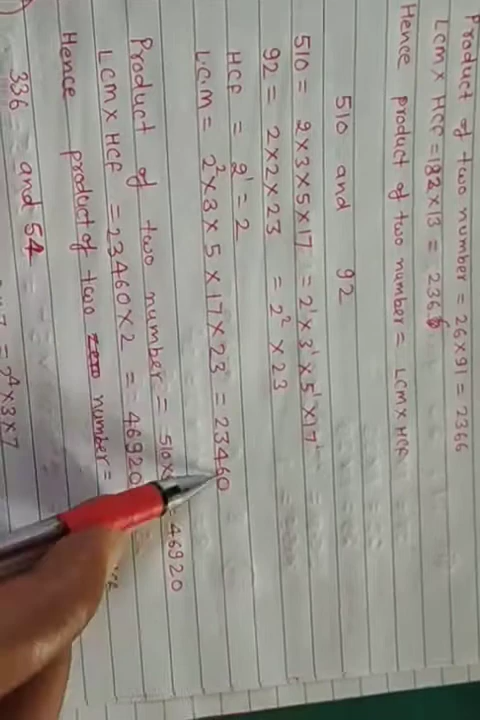 Product of two number = 26×91 = 2366
LCM × HCF = 182×13 = 2366
Hence product of two number = LCM × HCF
510 and 92
510 = 2×3×5×17 = 2¹×3¹×5¹×17¹
92 = 2×2×23 = 2²×23
HCF = 2¹ = 2
L.C.M = 2²×3×5×17×23 = 23460
Product of two number = 510× 46920
LCM × HCF = 23460×2 = 46920
Hence product of two number =
336 and 54
= 2⁴×3×7